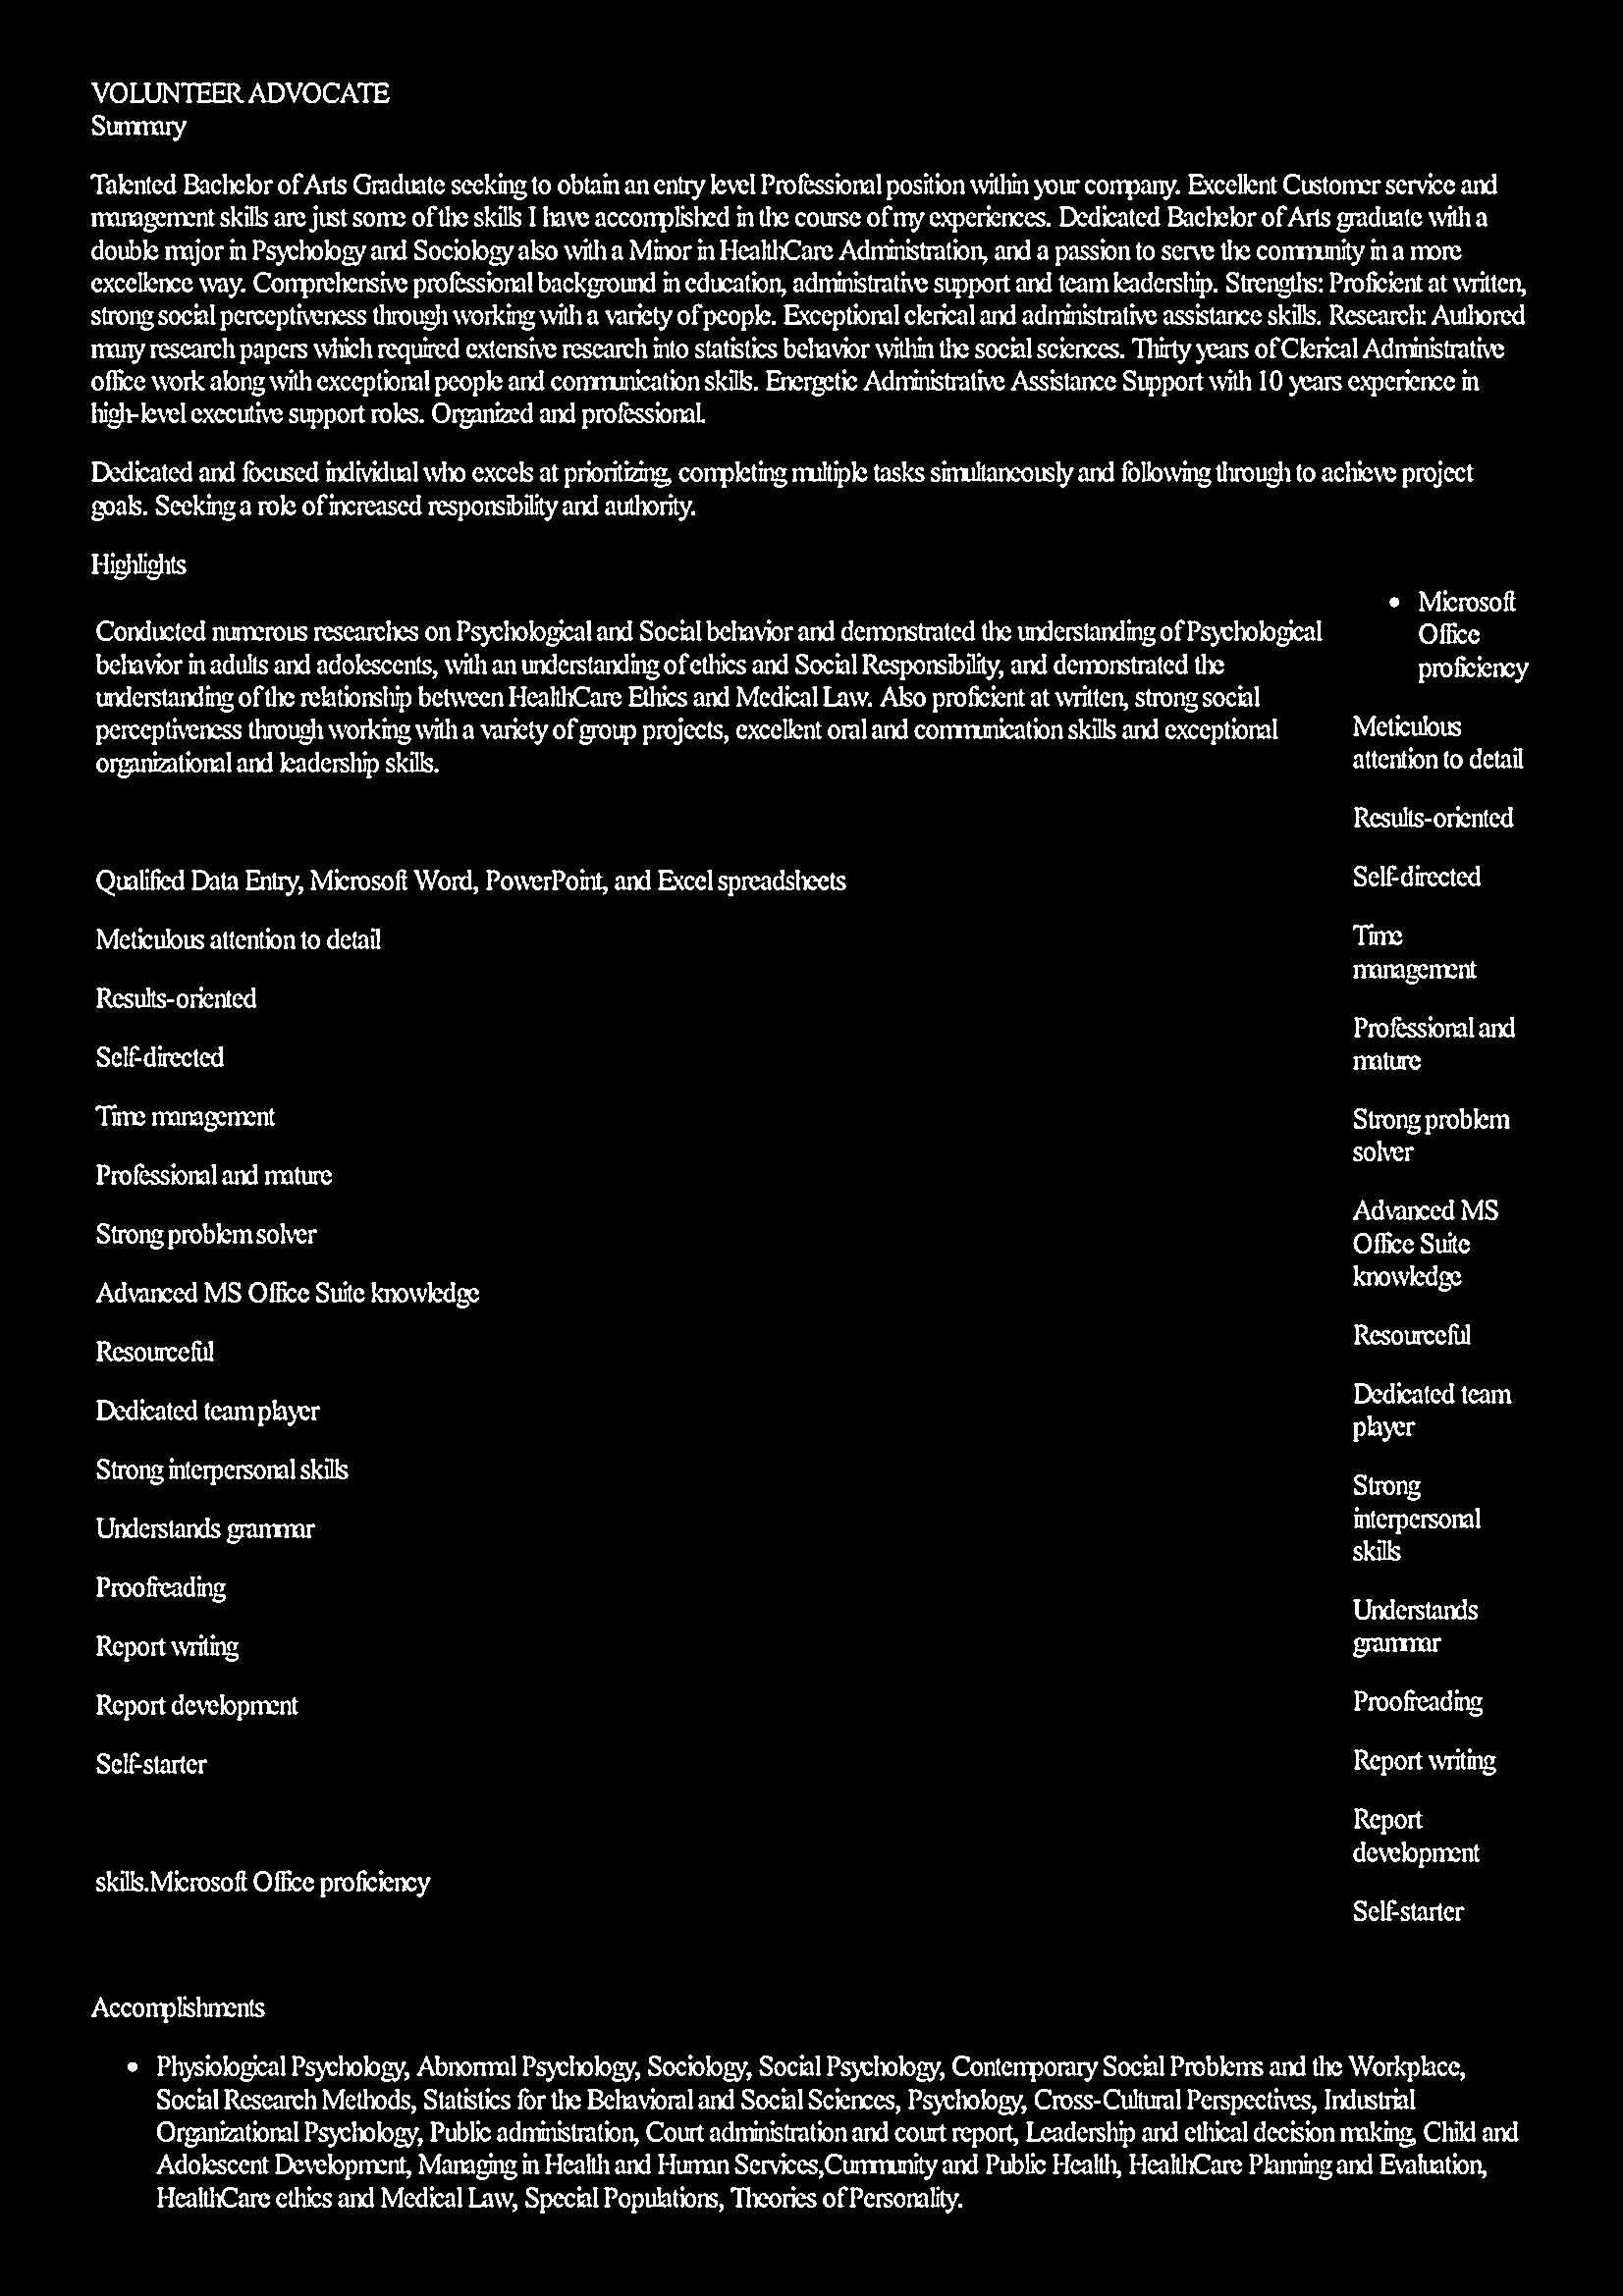 VOLUNTEER ADVOCATE
Summary
Talented Bachelor of Arts Graduate seeking to obtain an entry level Professional position within your company. Excellent Customer service and
management skills are just some of the skills I have accomplished in the course of my experiences. Dedicated Bachelor of Arts graduate with a
double major in Psychology and Sociology also with a Minor in HealthCare Administration, and a passion to serve the community in a more
excellence way. Comprehensive professional background in education, administrative support and team leadership. Strengths: Proficient at written,
strong social perceptiveness through working with a variety of people. Exceptional clerical and administrative assistance skills. Research: Authored
many research papers which required extensive research into statistics behavior within the social sciences. Thirty years of Clerical Administrative
office work along with exceptional people and communication skills. Energetic Administrative Assistance Support with 10 years experience in
high-level executive support roles. Organized and professional.
Dedicated and focused individual who excels at prioritizing, completing multiple tasks simultaneously and following through to achieve project
goals. Seeking a role of increased responsibility and authority.
Highlights
Conducted numerous researches on Psychological and Social behavior and demonstrated the understanding of Psychological
behavior in adults and adolescents, with an understanding of ethics and Social Responsibility, and demonstrated the
understanding of the relationship between HealthCare Ethics and Medical Law. Also proficient at written, strong social
perceptiveness through working with a variety of group projects, excellent oral and communication skills and exceptional
organizational and leadership skills.
Qualified Data Entry, Microsoft Word, PowerPoint, and Excel spreadsheets
Meticulous attention to detail
Results-oriented
Self-directed
Time management
Professional and mature
Strong problem solver
Advanced MS Office Suite knowledge
Resourceful
Dedicated team player
Strong interpersonal skills
Understands grammar
Proofreading
Report writing
Report development
Self-starter
skills.Microsoft Office proficiency
• Microsoft
Office
proficiency
Meticulous
attention to detail
Results-oriented
Self-directed
Time
management
Professional and
mature
Strong problem
solver
Advanced MS
Office Suite
knowledge
Resourceful
Dedicated team
player
Strong
interpersonal
skills
Understands
grammar
Proofreading
Report writing
Report
development
Self-starter
Accomplishments
• Physiological Psychology, Abnormal Psychology, Sociology, Social Psychology, Contemporary Social Problems and the Workplace,
Social Research Methods, Statistics for the Behavioral and Social Sciences, Psychology, Cross-Cultural Perspectives, Industrial
Organizational Psychology, Public administration, Court administration and court report, Leadership and ethical decision making, Child and
Adolescent Development, Managing in Health and Human Services,Cummunity and Public Health, HealthCare Planning and Evaluation,
HealthCare ethics and Medical Law, Special Populations, Theories of Personality.